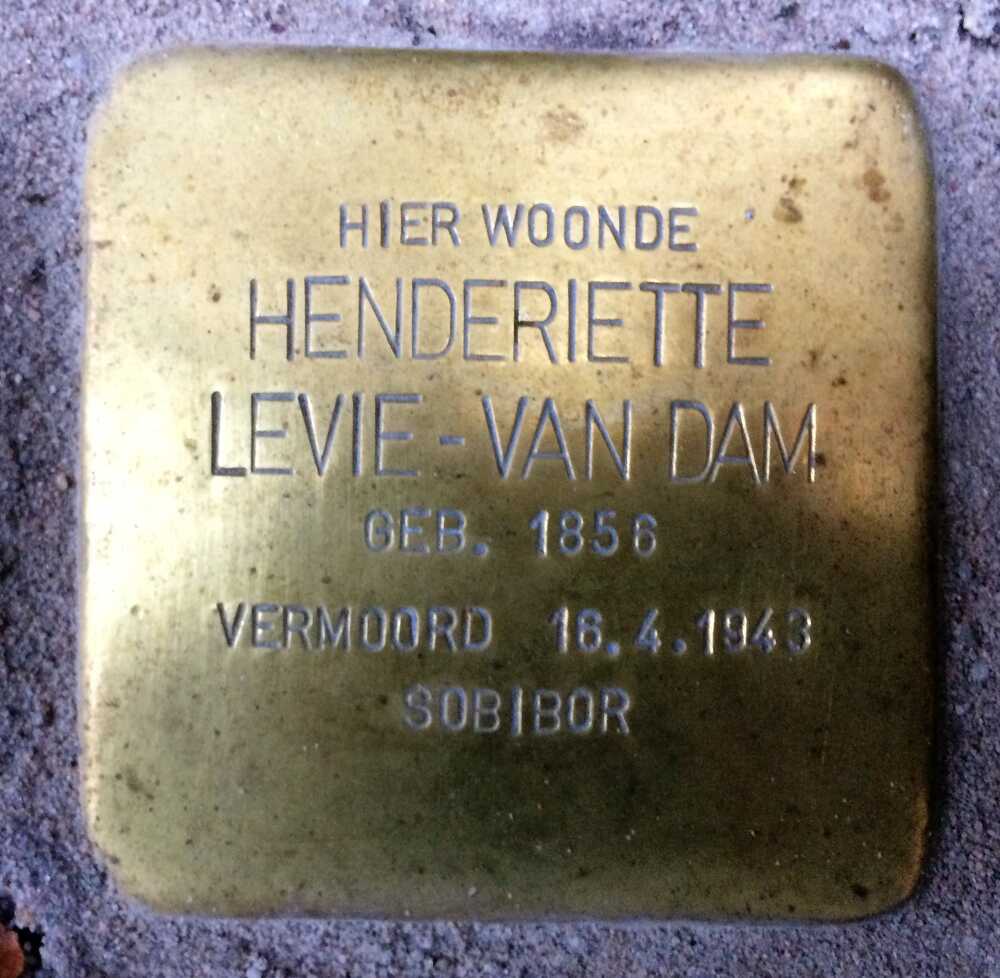 HIER WOONDE
HENDERIETTE
LEVIE-VAN DAM
GEB. 1856
VERMOORD 16.4.1943
SOBIBOR